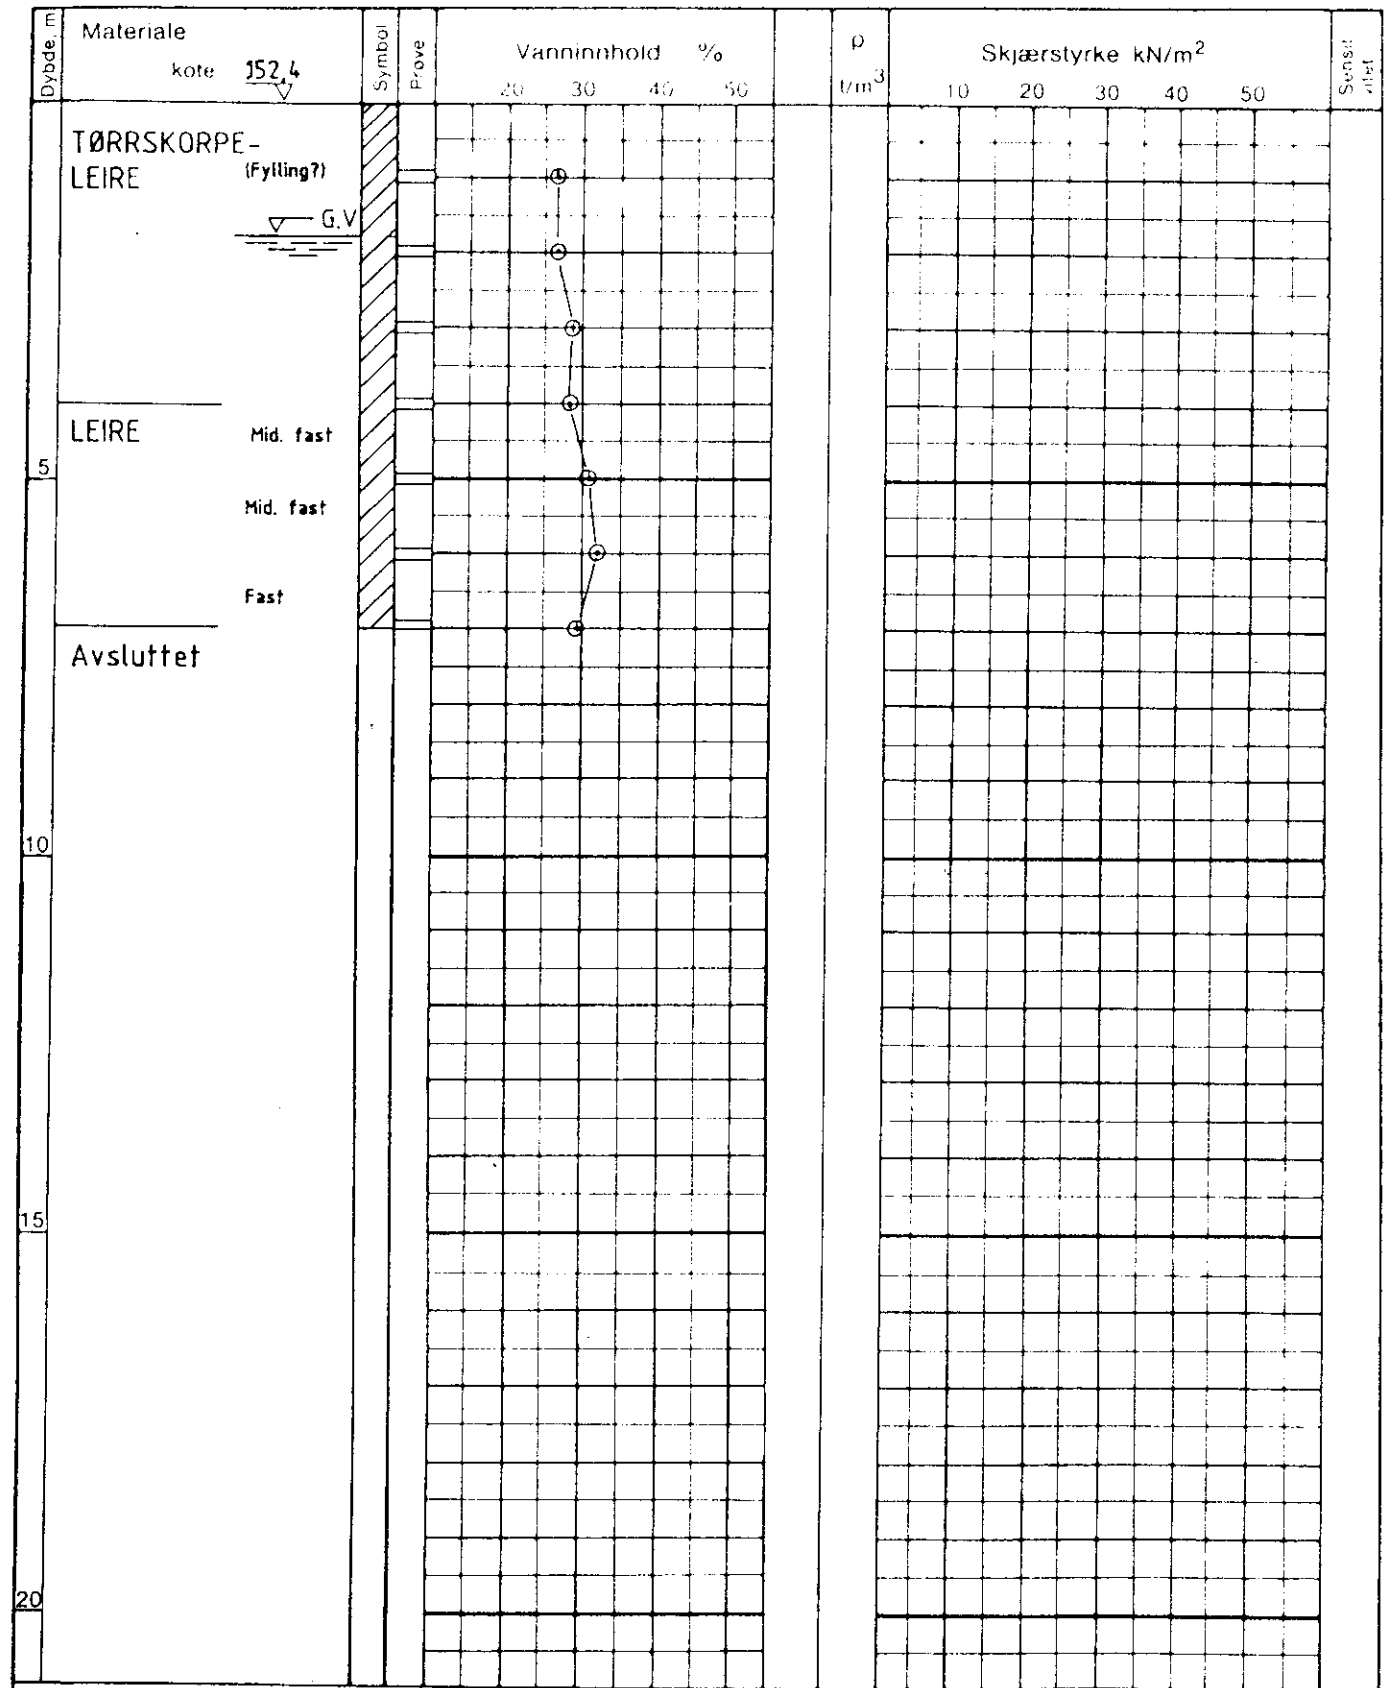 Dybde, m
Materiale
kote 152,4
Symbol
Prøve
Vanninnhold %
20 30 40 50
ρ
t/m³
Skjærstyrke kN/m²
10 20 30 40 50
Sensitivitet
TØRRSKORPE-
LEIRE (Fylling?)
G.V
LEIRE Mid. fast
5
Mid. fast
Fast
Avsluttet
10
15
20